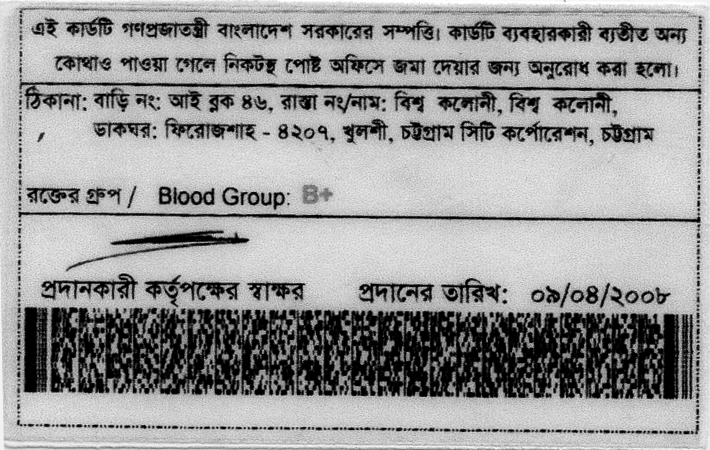 এই কার্ডটি গণপ্রজাতন্ত্রী বাংলাদেশ সরকারের সম্পত্তি। কার্ডটি ব্যবহারকারী ব্যতীত অন্য
কোথাও পাওয়া গেলে নিকটস্থ পোষ্ট অফিসে জমা দেয়ার জন্য অনুরোধ করা হলো।
ঠিকানা: বাড়ি নং: আই ব্লক ৪৬, রাস্তা নং/নাম: বিশ্ব কলোনী, বিশ্ব কলোনী,
ডাকঘর: ফিরোজশাহ - ৪২০৭, খুলশী, চট্টগ্রাম সিটি কর্পোরেশন, চট্টগ্রাম
রক্তের গ্রুপ / Blood Group: B+
প্রদানকারী কর্তৃপক্ষের স্বাক্ষর প্রদানের তারিখ: ০৯/০৪/২০০৮